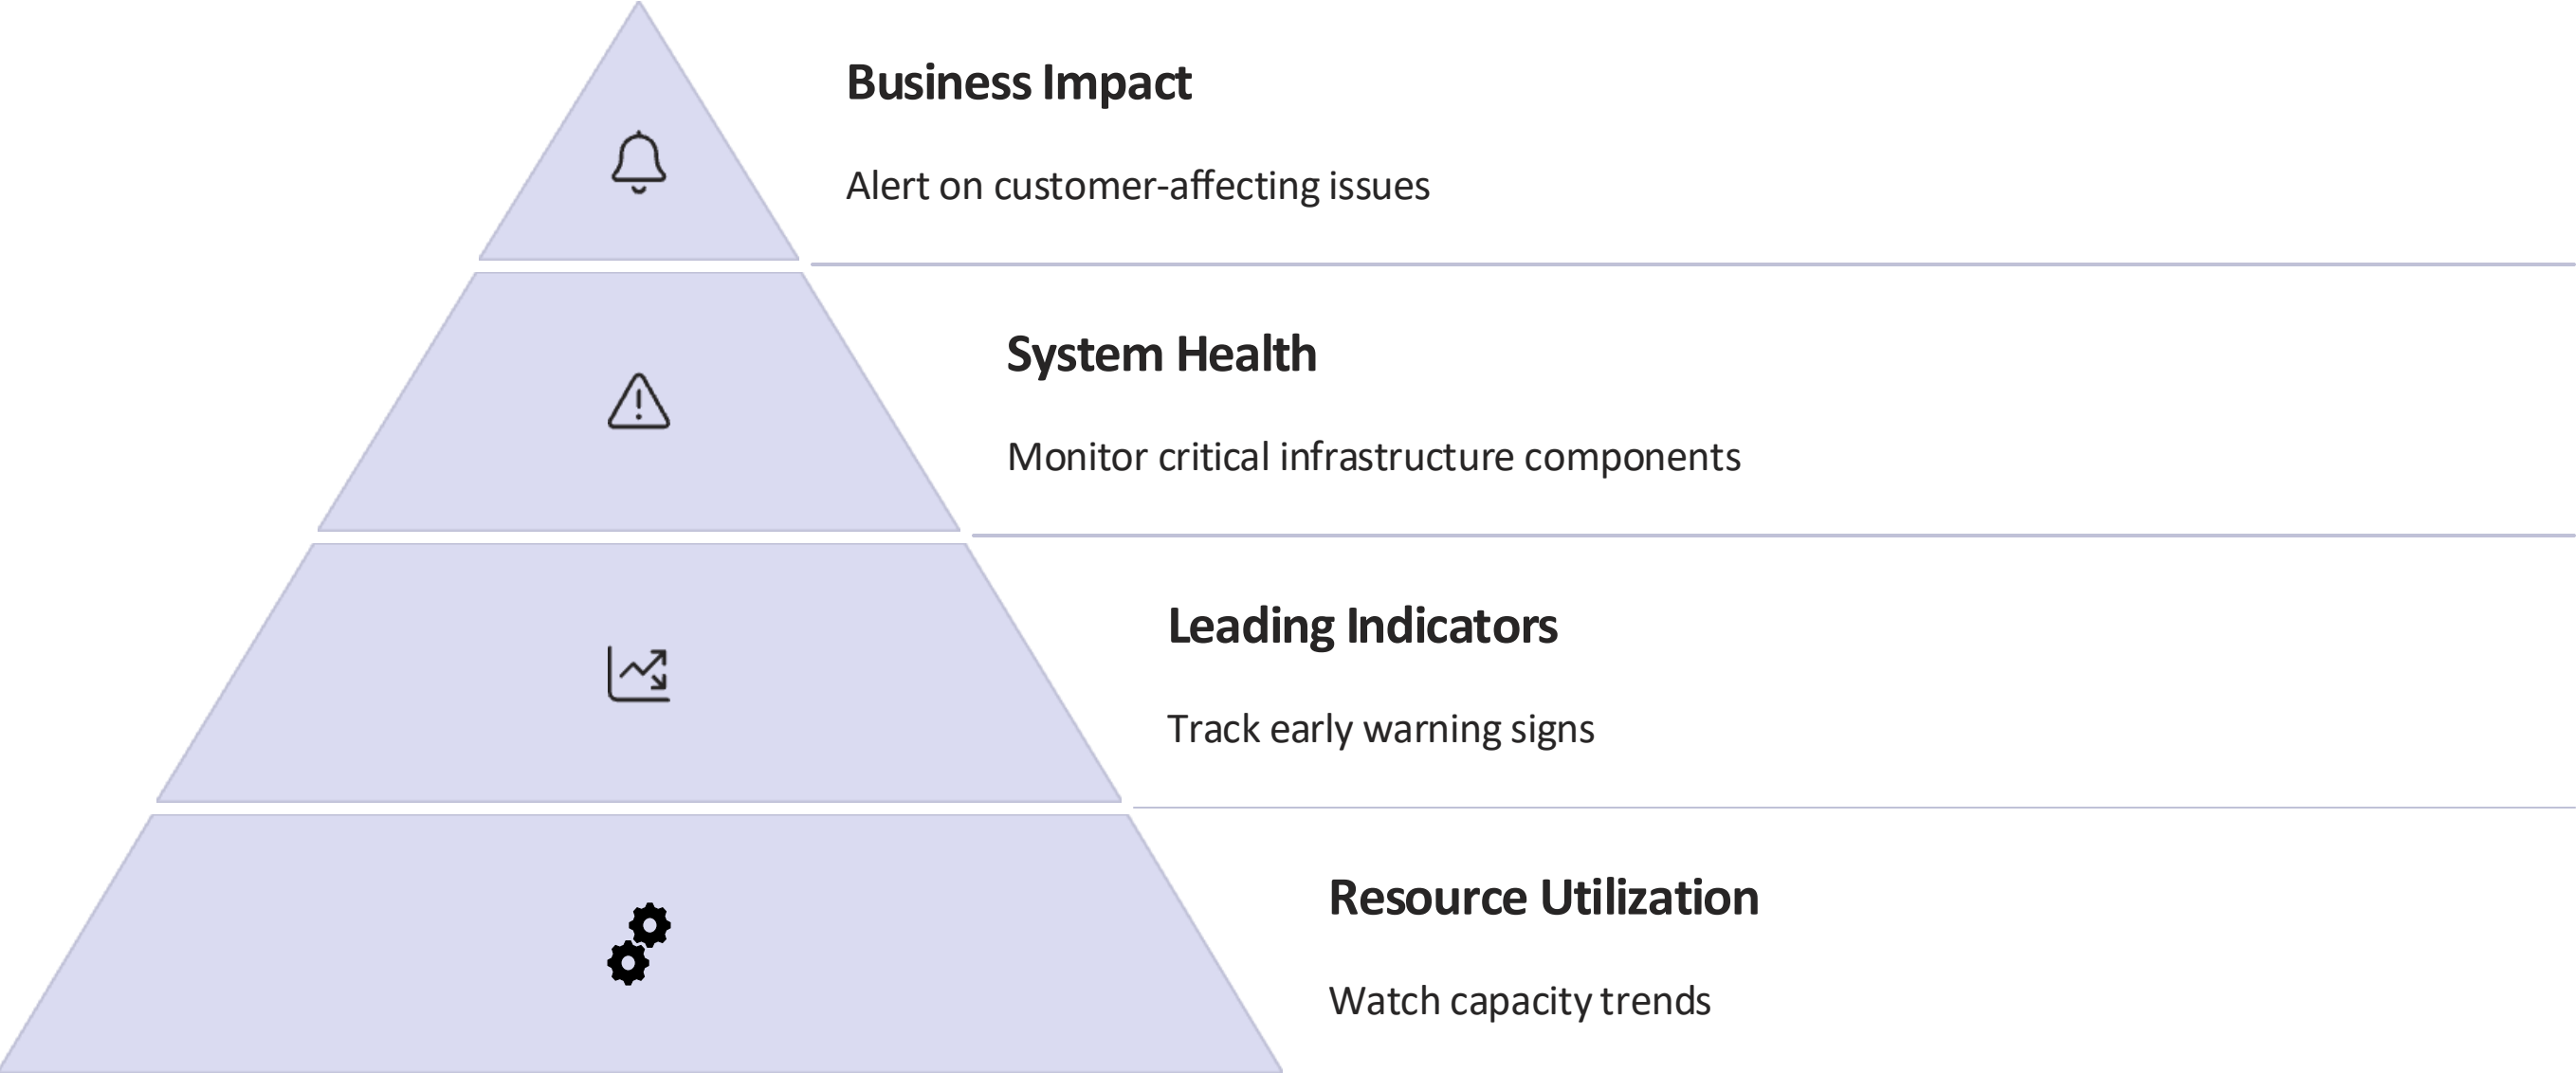 Business Impact
Alert on customer-affecting issues
System Health
Monitor critical infrastructure components
Leading Indicators
Track early warning signs
Resource Utilization
Watch capacity trends